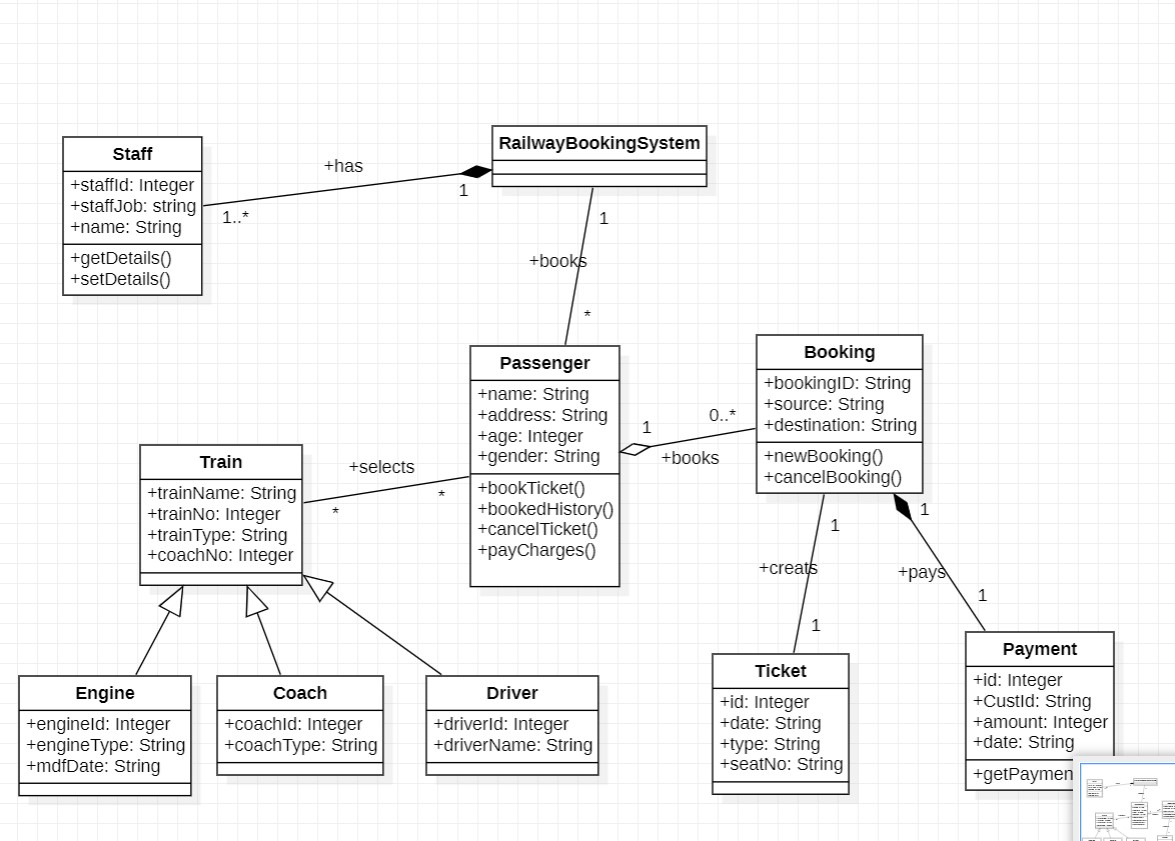 RailwayBookingSystem
Staff
+staffId: Integer
+staffJob: string
+name: String
+getDetails()
+setDetails()
+has
1
1..*
1
+books
*
Passenger
+name: String
+address: String
+age: Integer
+gender: String
+bookTicket()
+bookedHistory()
+cancelTicket()
+payCharges()
1
0..*
+books
Booking
+bookingID: String
+source: String
+destination: String
+newBooking()
+cancelBooking()
Train
+trainName: String
+trainNo: Integer
+trainType: String
+coachNo: Integer
+selects
*
*
1
+creats
1
1
+pays
1
Engine
+engineId: Integer
+engineType: String
+mdfDate: String
Coach
+coachId: Integer
+coachType: String
Driver
+driverId: Integer
+driverName: String
Ticket
+id: Integer
+date: String
+type: String
+seatNo: String
Payment
+id: Integer
+CustId: String
+amount: Integer
+date: String
+getPaymen